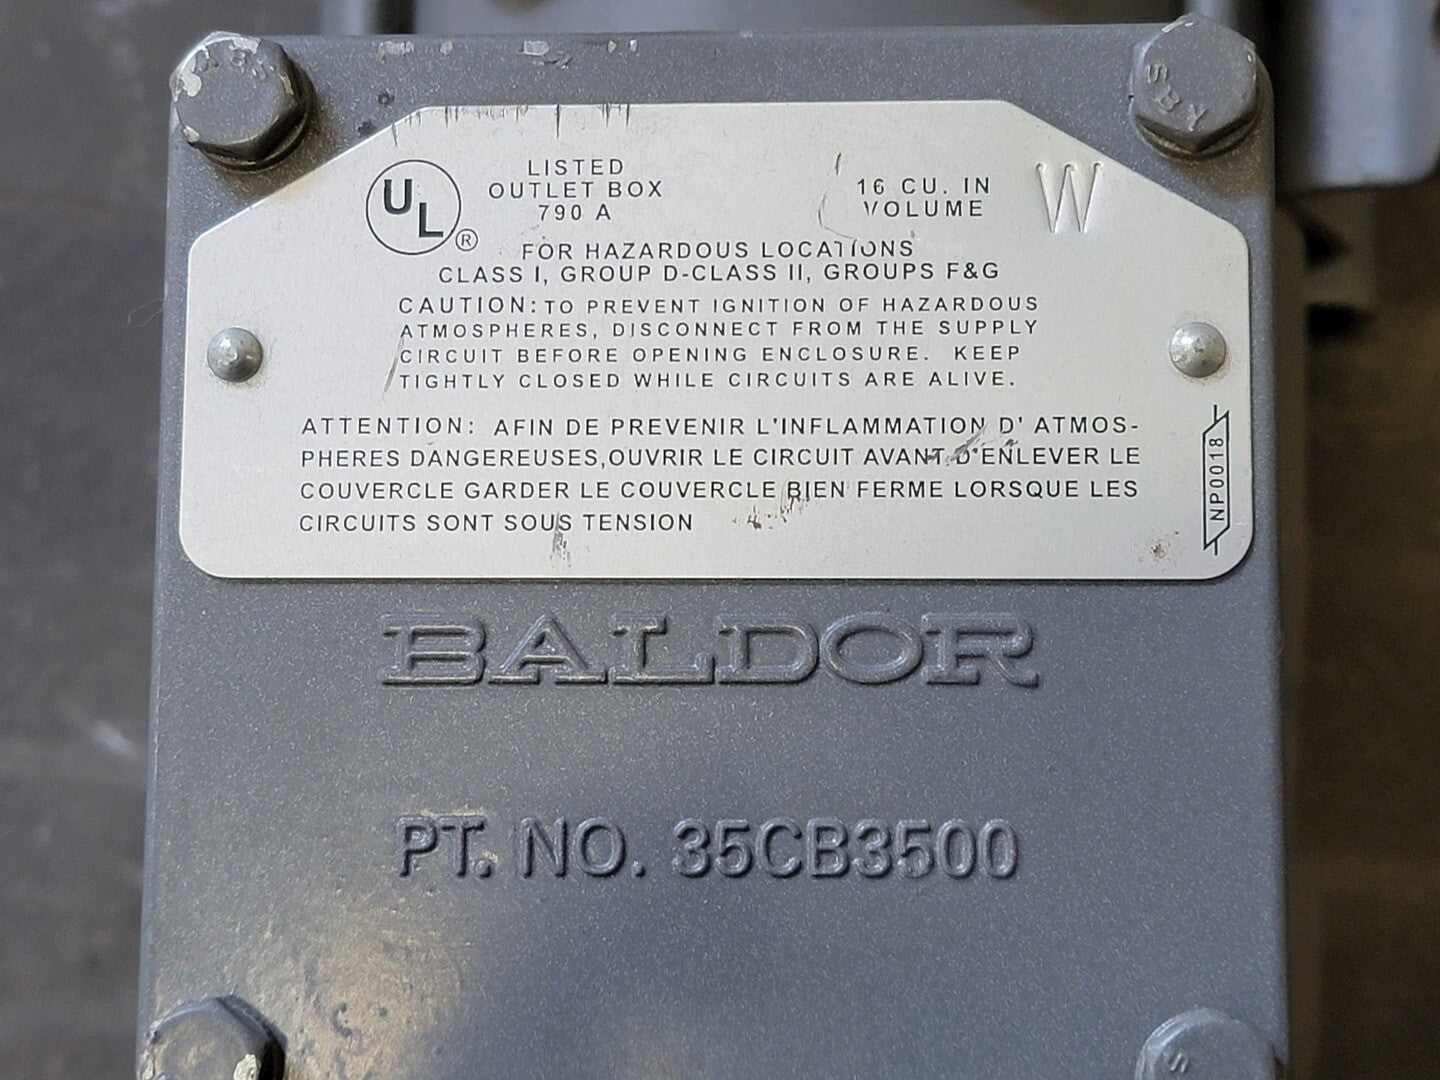 UL®
LISTED
OUTLET BOX
790 A
16 CU. IN
VOLUME
W
FOR HAZARDOUS LOCATIONS
CLASS I, GROUP D-CLASS II, GROUPS F&G
CAUTION: TO PREVENT IGNITION OF HAZARDOUS
ATMOSPHERES, DISCONNECT FROM THE SUPPLY
CIRCUIT BEFORE OPENING ENCLOSURE. KEEP
TIGHTLY CLOSED WHILE CIRCUITS ARE ALIVE.
ATTENTION: AFIN DE PREVENIR L'INFLAMMATION D' ATMOS-
PHERES DANGEREUSES,OUVRIR LE CIRCUIT AVANT D'ENLEVER LE
COUVERCLE GARDER LE COUVERCLE BIEN FERME LORSQUE LES
CIRCUITS SONT SOUS TENSION
NP0018
BALDOR
PT. NO. 35CB3500
SBY